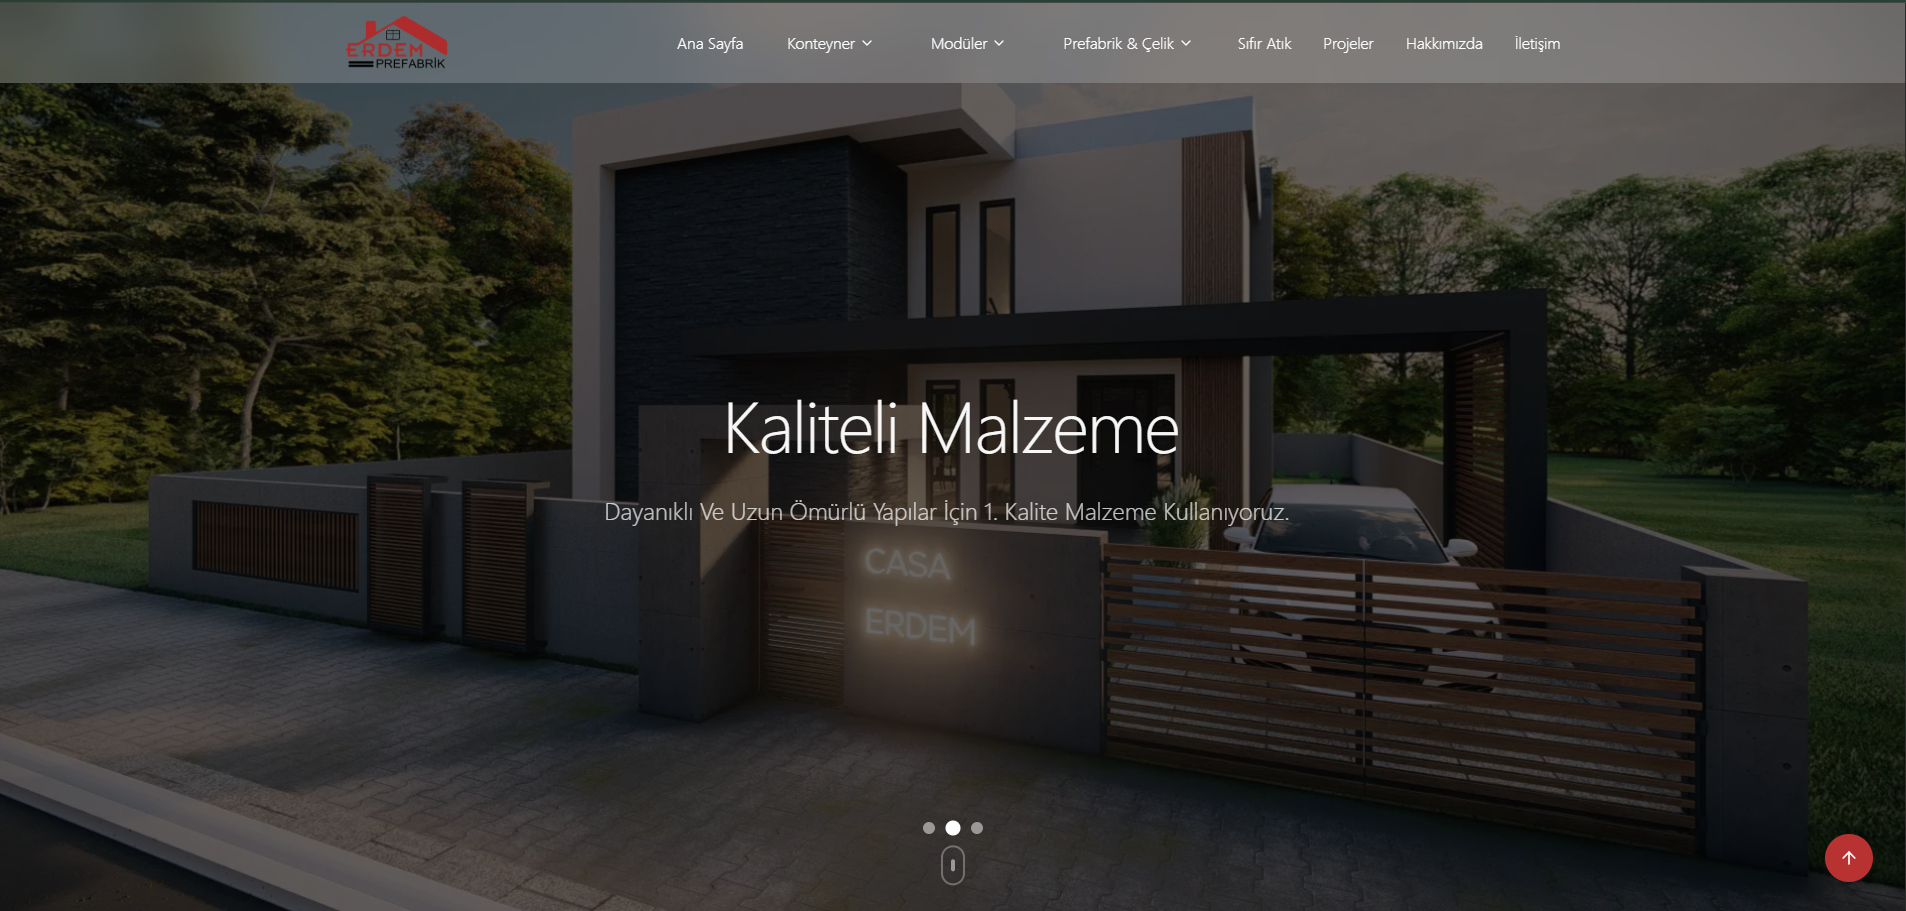 ERDEM
PREFABRİK
Ana Sayfa
Konteyner
Modüler
Prefabrik & Çelik
Sıfır Atık
Projeler
Hakkımızda
İletişim
Kaliteli Malzeme
Dayanıklı Ve Uzun Ömürlü Yapılar İçin 1. Kalite Malzeme Kullanıyoruz.
CASA
ERDEM